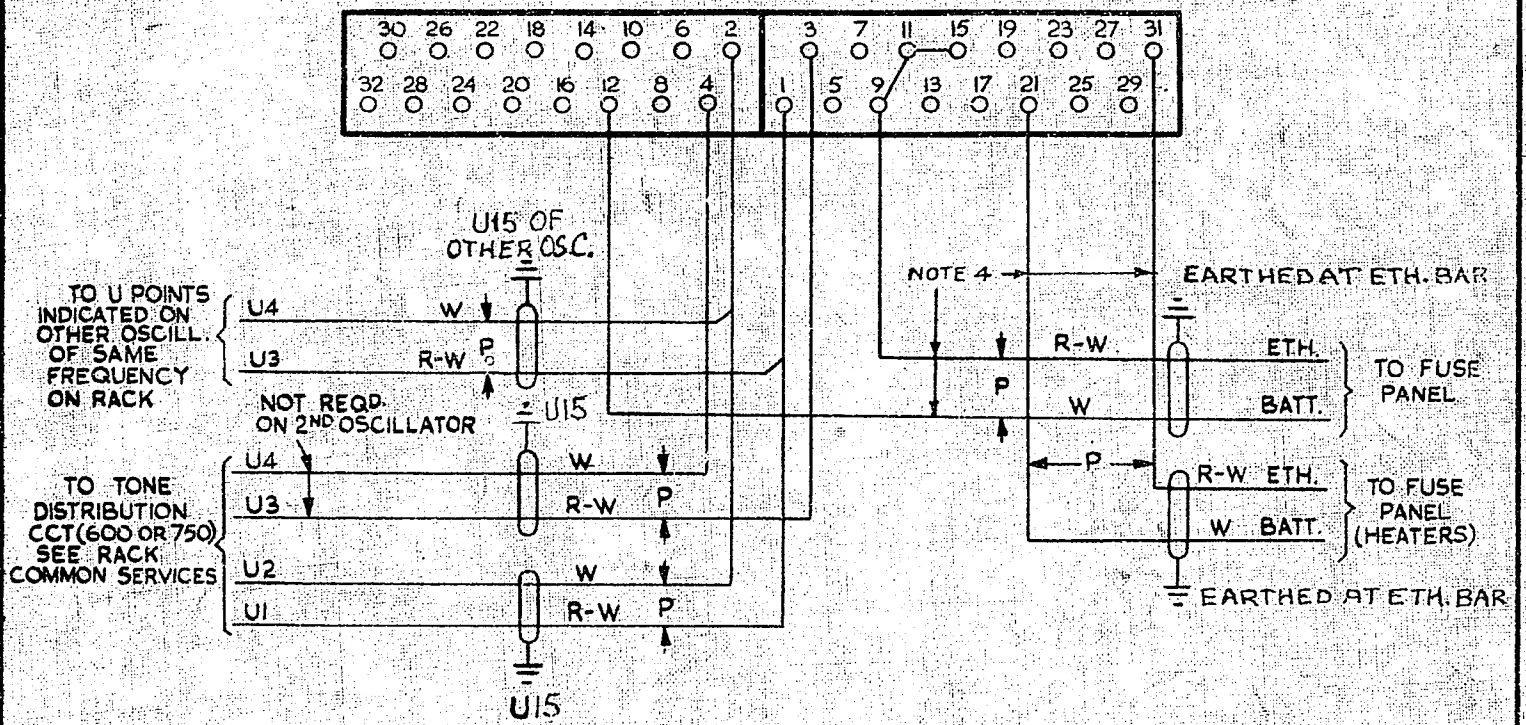 30 26 22 18 14 10 6 2 3 7 11 15 19 23 27 31
32 28 24 20 16 12 8 4 1 5 9 13 17 21 25 29
U15 OF
OTHER OSC.
TO U POINTS
INDICATED ON
OTHER OSCILL.
OF SAME
FREQUENCY
ON RACK
U4 W
P
U3 R-W
NOT REQD.
ON 2ND OSCILLATOR
U15
TO TONE
DISTRIBUTION
CCT (600 OR 750)
SEE RACK
COMMON SERVICES
U4 W
P
U3 R-W
U2 W
P
U1 R-W
U15
NOTE 4
EARTHED AT ETH. BAR
R-W ETH.
P
W BATT.
TO FUSE
PANEL
P
R-W ETH.
W BATT.
TO FUSE
PANEL
(HEATERS)
EARTHED AT ETH. BAR